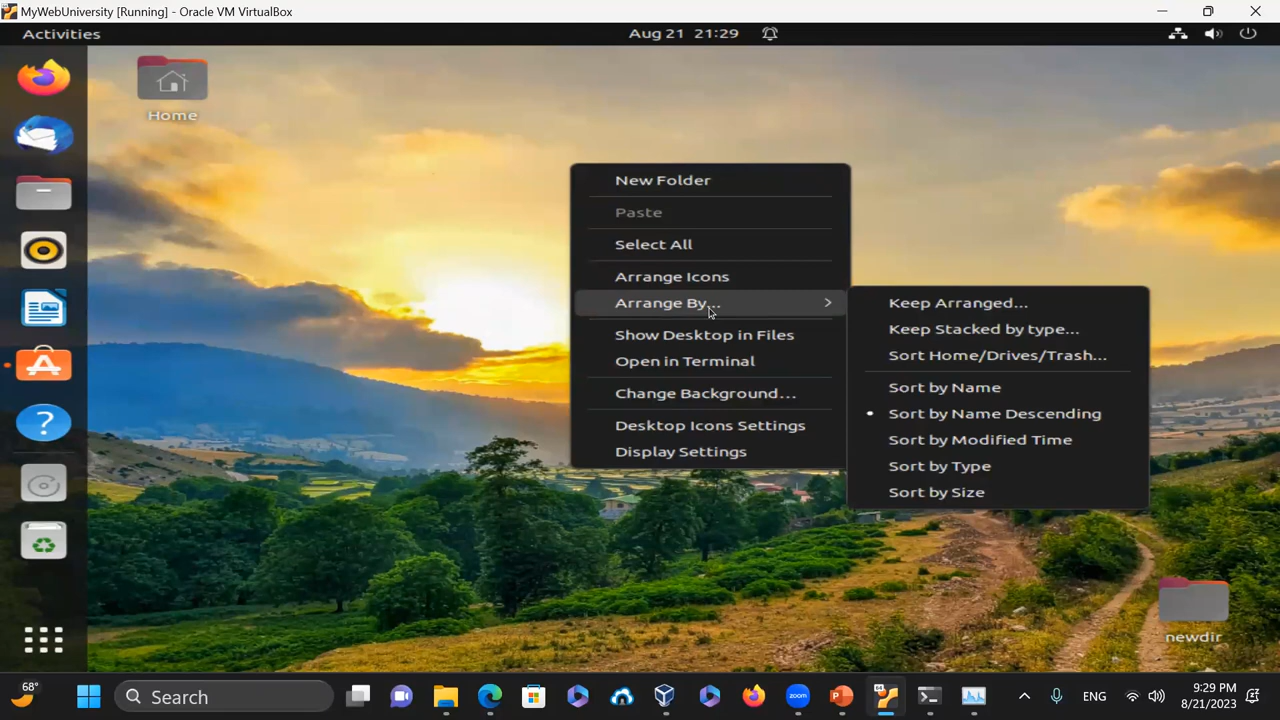 MyWebUniversity [Running] - Oracle VM VirtualBox
Activities
Aug 21 21:29
Home
New Folder
Paste
Select All
Arrange Icons
Arrange By...
Show Desktop in Files
Open in Terminal
Change Background...
Desktop Icons Settings
Display Settings
Keep Arranged...
Keep Stacked by type...
Sort Home/Drives/Trash...
Sort by Name
Sort by Name Descending
Sort by Modified Time
Sort by Type
Sort by Size
newdir
68°
Search
ENG
9:29 PM
8/21/2023